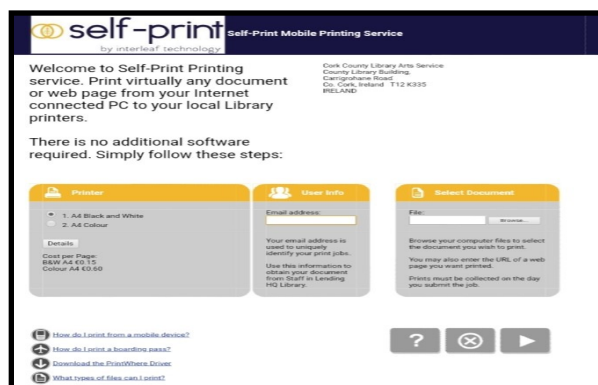 self-print
by interleaf technology
Self-Print Mobile Printing Service
Welcome to Self-Print Printing
service. Print virtually any document
or web page from your Internet
connected PC to your local Library
printers.
There is no additional software
required. Simply follow these steps:
Cork County Library Arts Service
County Library Building,
Carrigrohane Road
Co. Cork, Ireland T12 K335
IRELAND
Printer
1. A4 Black and White
2. A4 Colour
Details
Cost per Page:
B&W A4 €0.15
Colour A4 €0.60
User Info
Email address:
Your email address is
used to uniquely
identify your print jobs.
Use this information to
obtain your document
from Staff in Lending
HQ Library.
Select Document
File:
Browse...
Browse your computer files to select
the document you wish to print.
You may also enter the URL of a web
page you want printed.
Prints must be collected on the day
you submit the job.
How do I print from a mobile device?
How do I print a boarding pass?
Download the PrintWhere Driver
What types of files can I print?
?